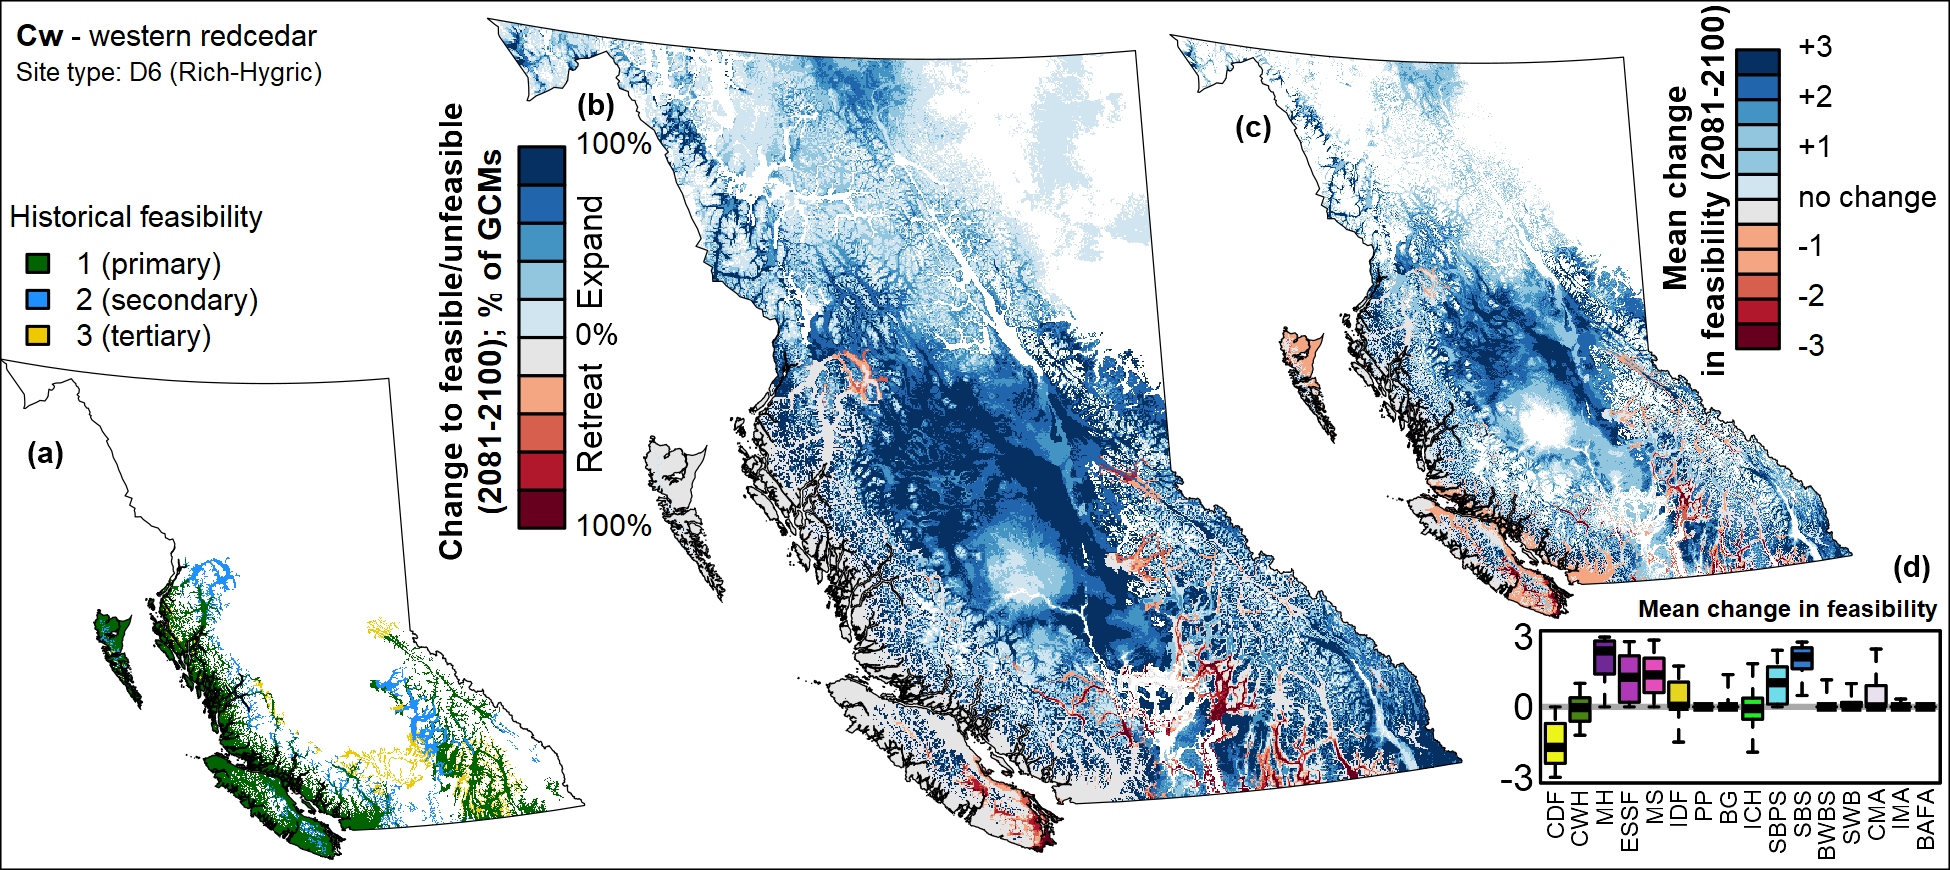 Cw - western redcedar
Site type: D6 (Rich-Hygric)
Historical feasibility
1 (primary)
2 (secondary)
3 (tertiary)
(a)
Change to feasible/unfeasible
(2081-2100); % of GCMs
100%
Expand
0%
Retreat
100%
(b)
(c)
Mean change
in feasibility (2081-2100)
+3
+2
+1
no change
-1
-2
-3
(d)
Mean change in feasibility
3
0
-3
CDF
CWH
MH
ESSF
MS
IDF
PP
BG
ICH
SBPS
SBS
BWBS
SWB
CMA
IMA
BAFA